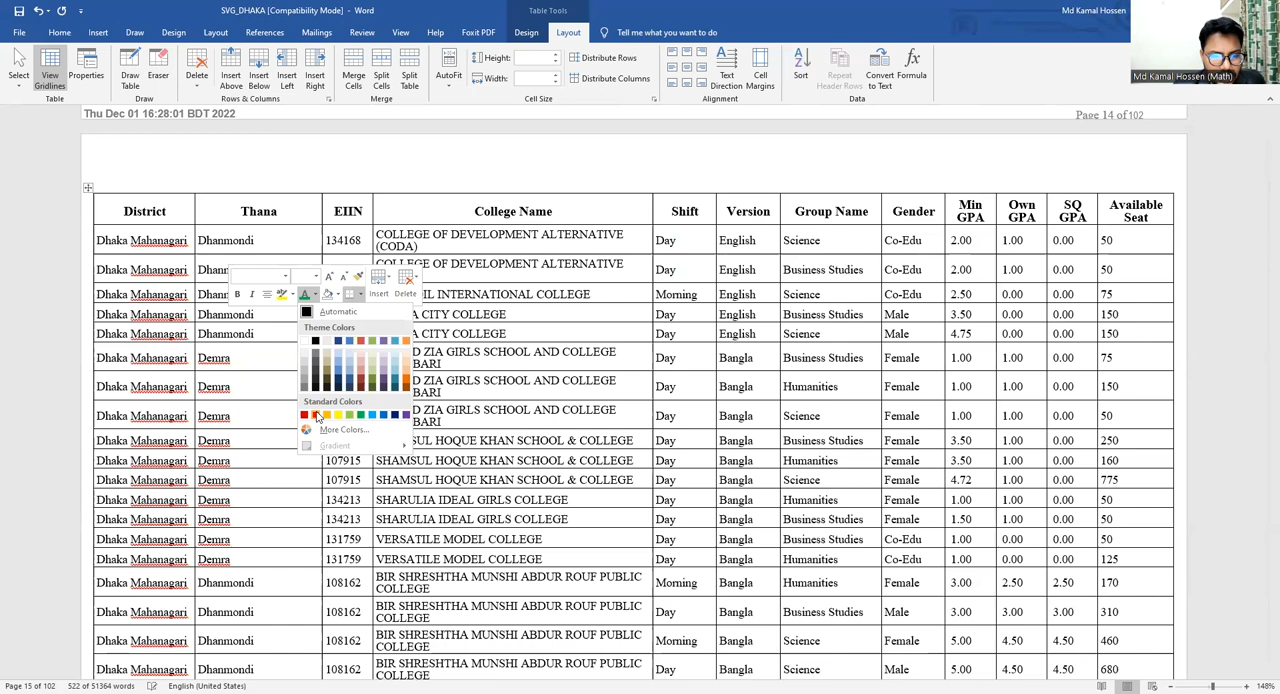 SVG_DHAKA [Compatibility Mode] • Word
Table Tools
Md Kamal Hossen
File Home Insert Draw Design Layout References Mailings Review View Help Foxit PDF Design Layout Tell me what you want to do
Select View Gridlines Properties Draw Table Eraser Delete Insert Above Insert Below Insert Left Insert Right Merge Cells Split Cells Split Table AutoFit Height: Width: Distribute Rows Distribute Columns Text Direction Cell Margins Sort Repeat Header Rows Convert to Text Formula
Table Draw Rows & Columns Merge Cell Size Alignment Data
Md Kamal Hossen (Math)
Thu Dec 01 16:28:01 BDT 2022 Page 14 of 102
District Thana EIIN College Name Shift Version Group Name Gender Min GPA Own GPA SQ GPA Available Seat
Dhaka Mahanagari Dhanmondi 134168 COLLEGE OF DEVELOPMENT ALTERNATIVE (CODA) Day English Science Co-Edu 2.00 1.00 0.00 50
Dhaka Mahanagari Dhanr COLLEGE OF DEVELOPMENT ALTERNATIVE Day English Business Studies Co-Edu 2.00 1.00 0.00 50
Dhaka Mahanagari Dhanr IL INTERNATIONAL COLLEGE Morning English Science Co-Edu 2.50 0.00 0.00 75
Dhaka Mahanagari Dhanmondi A CITY COLLEGE Day English Business Studies Male 3.50 0.00 0.00 150
Dhaka Mahanagari Dhanmondi A CITY COLLEGE Day English Science Male 4.75 0.00 0.00 150
Dhaka Mahanagari Demra D ZIA GIRLS SCHOOL AND COLLEGE BARI Day Bangla Business Studies Female 1.00 1.00 0.00 75
Dhaka Mahanagari Demra D ZIA GIRLS SCHOOL AND COLLEGE BARI Day Bangla Humanities Female 1.00 1.00 0.00 150
Dhaka Mahanagari Demra D ZIA GIRLS SCHOOL AND COLLEGE BARI Day Bangla Science Female 1.00 1.00 0.00 50
Dhaka Mahanagari Demra SUL HOQUE KHAN SCHOOL & COLLEGE Day Bangla Business Studies Female 3.50 1.00 0.00 250
Dhaka Mahanagari Demra 107915 SHAMSUL HOQUE KHAN SCHOOL & COLLEGE Day Bangla Humanities Female 3.50 1.00 0.00 160
Dhaka Mahanagari Demra 107915 SHAMSUL HOQUE KHAN SCHOOL & COLLEGE Day Bangla Science Female 4.72 1.00 0.00 775
Dhaka Mahanagari Demra 134213 SHARULIA IDEAL GIRLS COLLEGE Day Bangla Humanities Female 1.00 1.00 0.00 50
Dhaka Mahanagari Demra 134213 SHARULIA IDEAL GIRLS COLLEGE Day Bangla Business Studies Female 1.50 1.00 0.00 50
Dhaka Mahanagari Demra 131759 VERSATILE MODEL COLLEGE Day Bangla Business Studies Co-Edu 1.00 0.00 0.00 50
Dhaka Mahanagari Demra 131759 VERSATILE MODEL COLLEGE Day Bangla Humanities Co-Edu 1.00 0.00 0.00 125
Dhaka Mahanagari Dhanmondi 108162 BIR SHRESHTHA MUNSHI ABDUR ROUF PUBLIC COLLEGE Morning Bangla Humanities Female 3.00 2.50 2.50 170
Dhaka Mahanagari Dhanmondi 108162 BIR SHRESHTHA MUNSHI ABDUR ROUF PUBLIC COLLEGE Day Bangla Business Studies Male 3.00 3.00 3.00 310
Dhaka Mahanagari Dhanmondi 108162 BIR SHRESHTHA MUNSHI ABDUR ROUF PUBLIC COLLEGE Morning Bangla Science Female 5.00 4.50 4.50 460
Dhaka Mahanagari Dhanmondi 108162 BIR SHRESHTHA MUNSHI ABDUR ROUF PUBLIC COLLEGE Day Bangla Science Male 5.00 4.50 4.50 680
Insert Delete
Automatic
Theme Colors
Standard Colors
More Colors...
Gradient
Page 15 of 102 522 of 51364 words English (United States) 148%